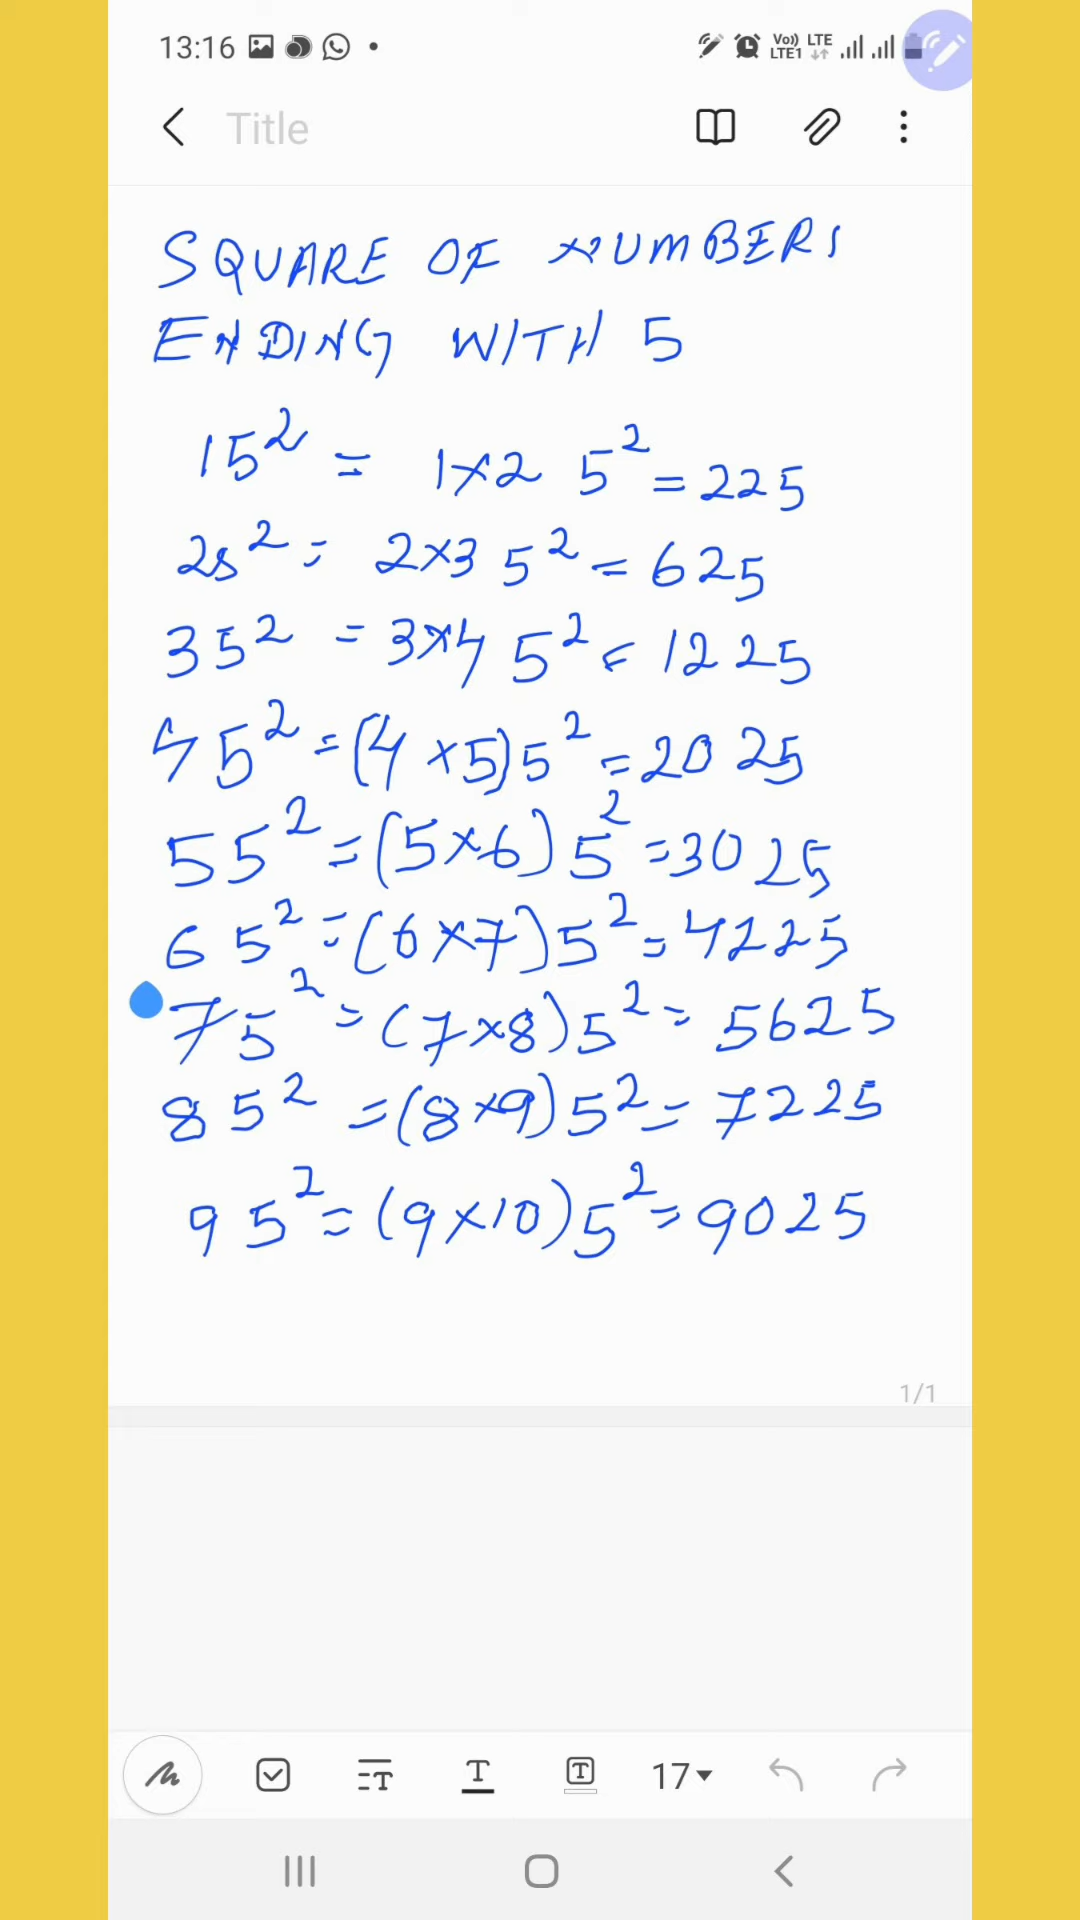 13:16 Vo)) LTE1 LTE
Title
SQUARE OF NUMBERS
ENDING WITH 5
15² = 1×2 5² = 225
25² = 2×3 5² = 625
35² = 3×4 5² = 1225
45² = (4×5)5² = 2025
55² = (5×6)5² = 3025
65² = (6×7)5² = 4225
75² = (7×8)5² = 5625
85² = (8×9)5² = 7225
95² = (9×10)5² = 9025
1/1
T T T 17